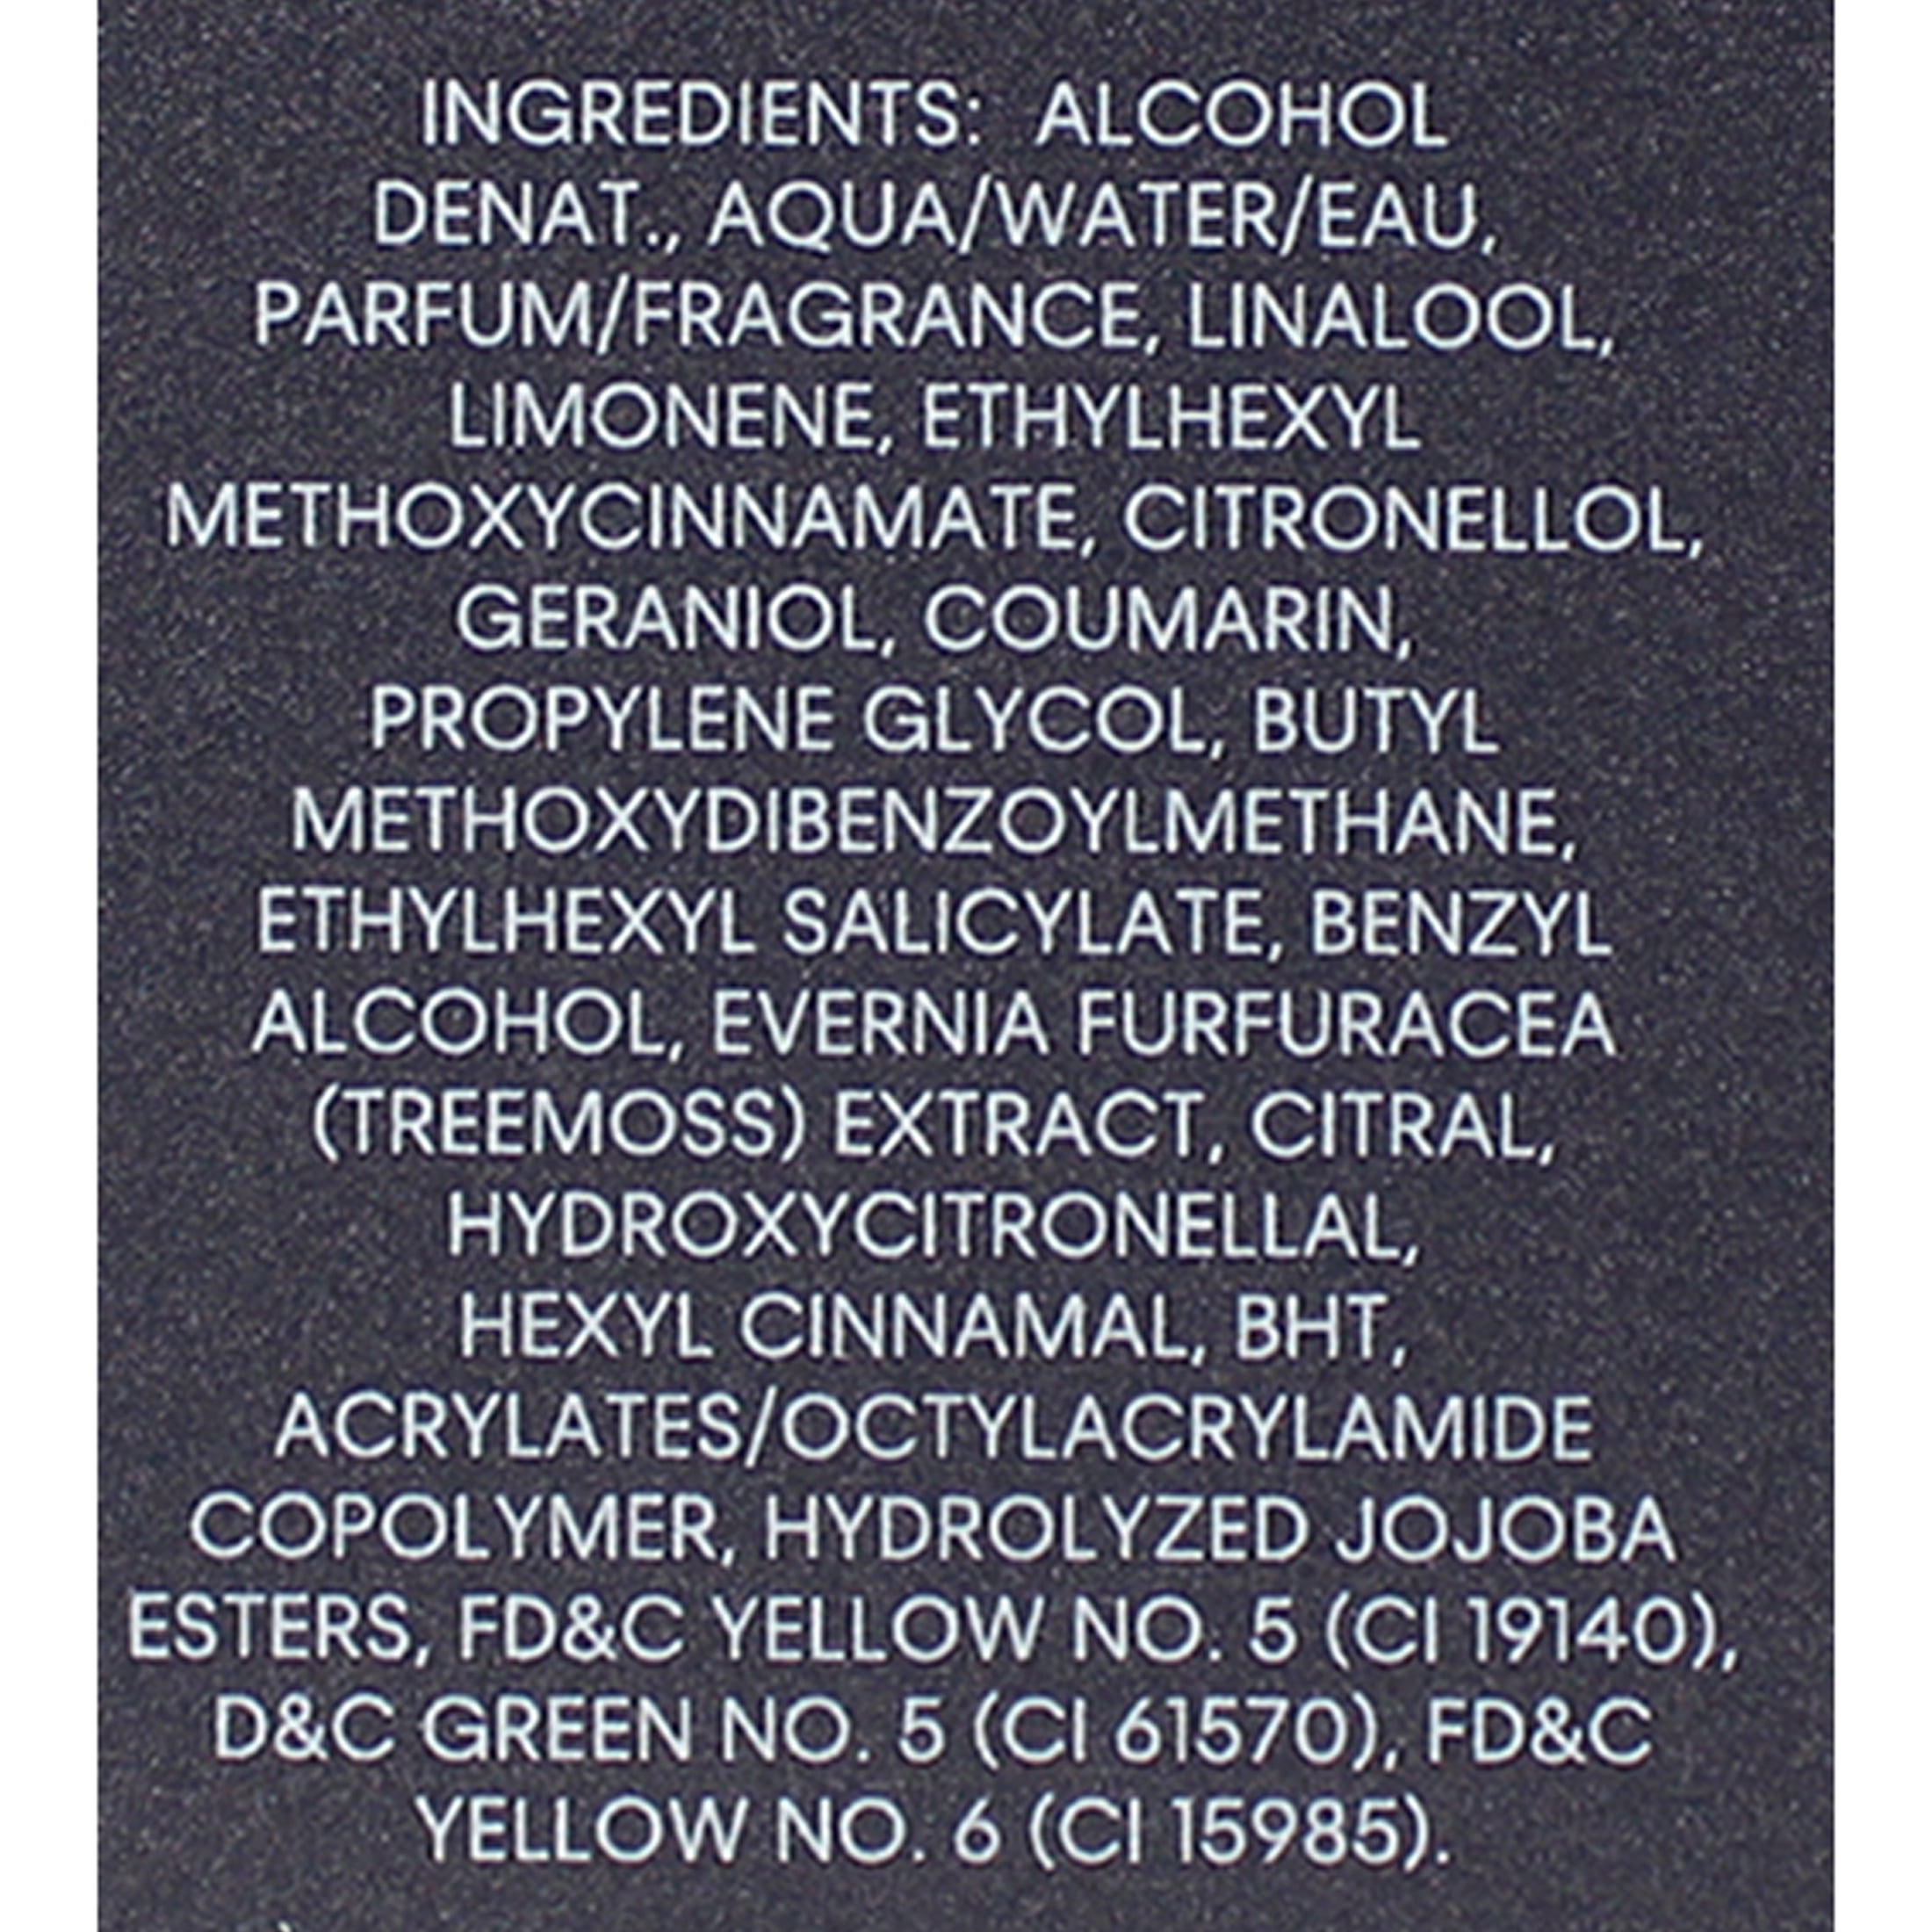 INGREDIENTS: ALCOHOL
DENAT., AQUA/WATER/EAU,
PARFUM/FRAGRANCE, LINALOOL,
LIMONENE, ETHYLHEXYL
METHOXYCINNAMATE, CITRONELLOL,
GERANIOL, COUMARIN,
PROPYLENE GLYCOL, BUTYL
METHOXYDIBENZOYLMETHANE,
ETHYLHEXYL SALICYLATE, BENZYL
ALCOHOL, EVERNIA FURFURACEA
(TREEMOSS) EXTRACT, CITRAL,
HYDROXYCITRONELLAL,
HEXYL CINNAMAL, BHT,
ACRYLATES/OCTYLACRYLAMIDE
COPOLYMER, HYDROLYZED JOJOBA
ESTERS, FD&C YELLOW NO. 5 (CI 19140),
D&C GREEN NO. 5 (CI 61570), FD&C
YELLOW NO. 6 (CI 15985).